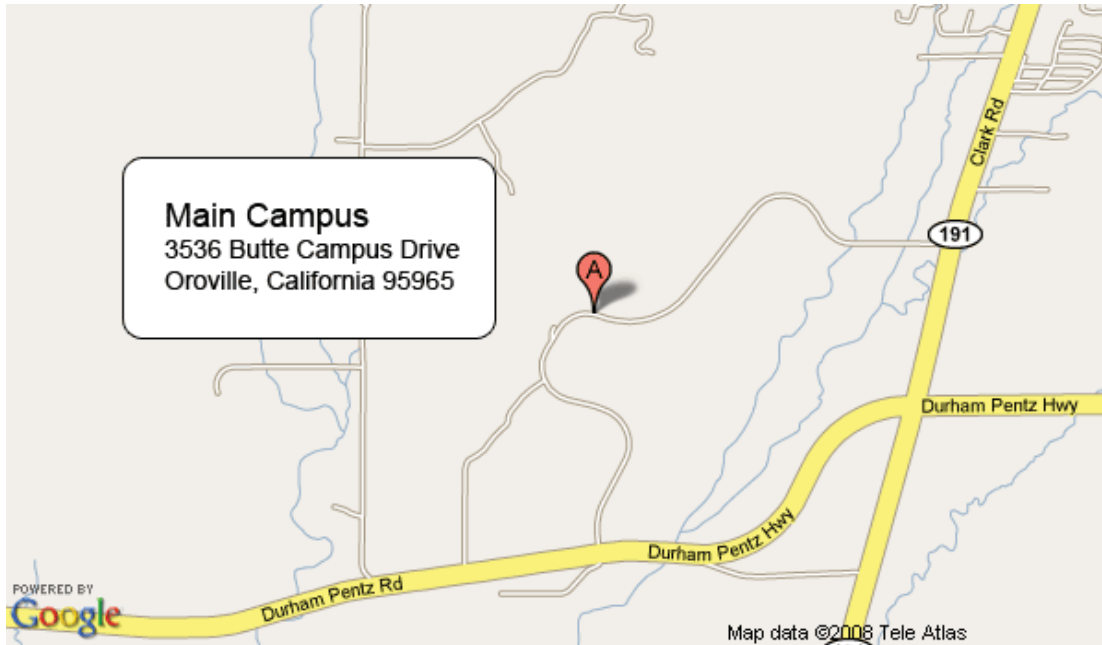 Clark Rd
Main Campus
3536 Butte Campus Drive
Oroville, California 95965
191
A
Durham Pentz Hwy
Durham Pentz Hwy
Durham Pentz Rd
POWERED BY
Google
Map data ©2008 Tele Atlas